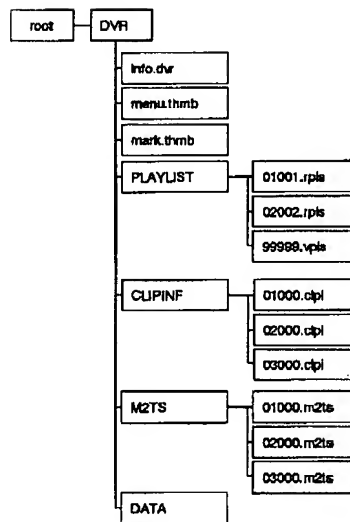 root DVR
info.dvr
menu.thmb
mark.thmb
PLAYLIST 01001.rpls
02002.rpls
99999.vpls
CLIPINF 01000.clpi
02000.clpi
03000.clpi
M2TS 01000.m2ts
02000.m2ts
03000.m2ts
DATA